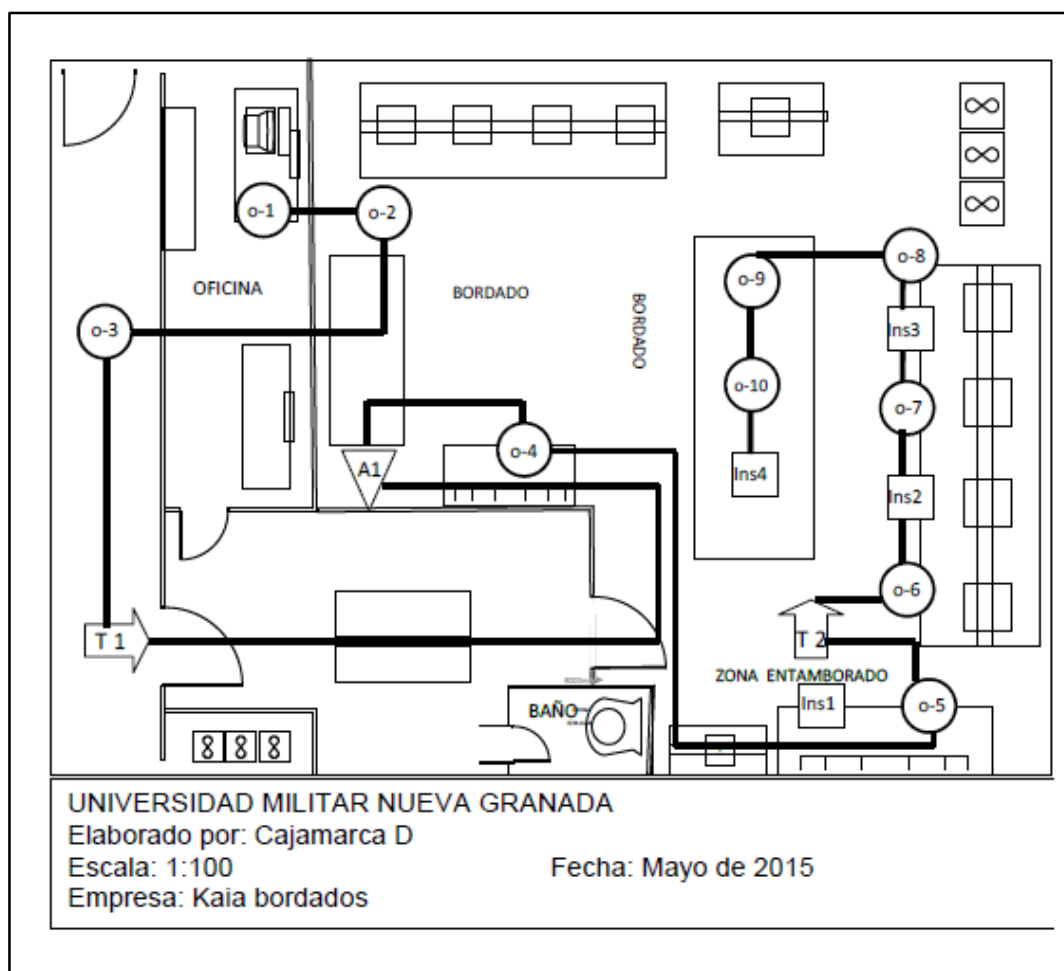 o-1
o-2
OFICINA
BORDADO
BORDADO
o-3
o-8
o-9
Ins3
o-10
o-7
o-4
A1
Ins4
Ins2
o-6
T 1
T 2
ZONA ENTAMBORADO
BAÑO
Ins1
o-5
UNIVERSIDAD MILITAR NUEVA GRANADA
Elaborado por: Cajamarca D
Escala: 1:100 Fecha: Mayo de 2015
Empresa: Kaia bordados